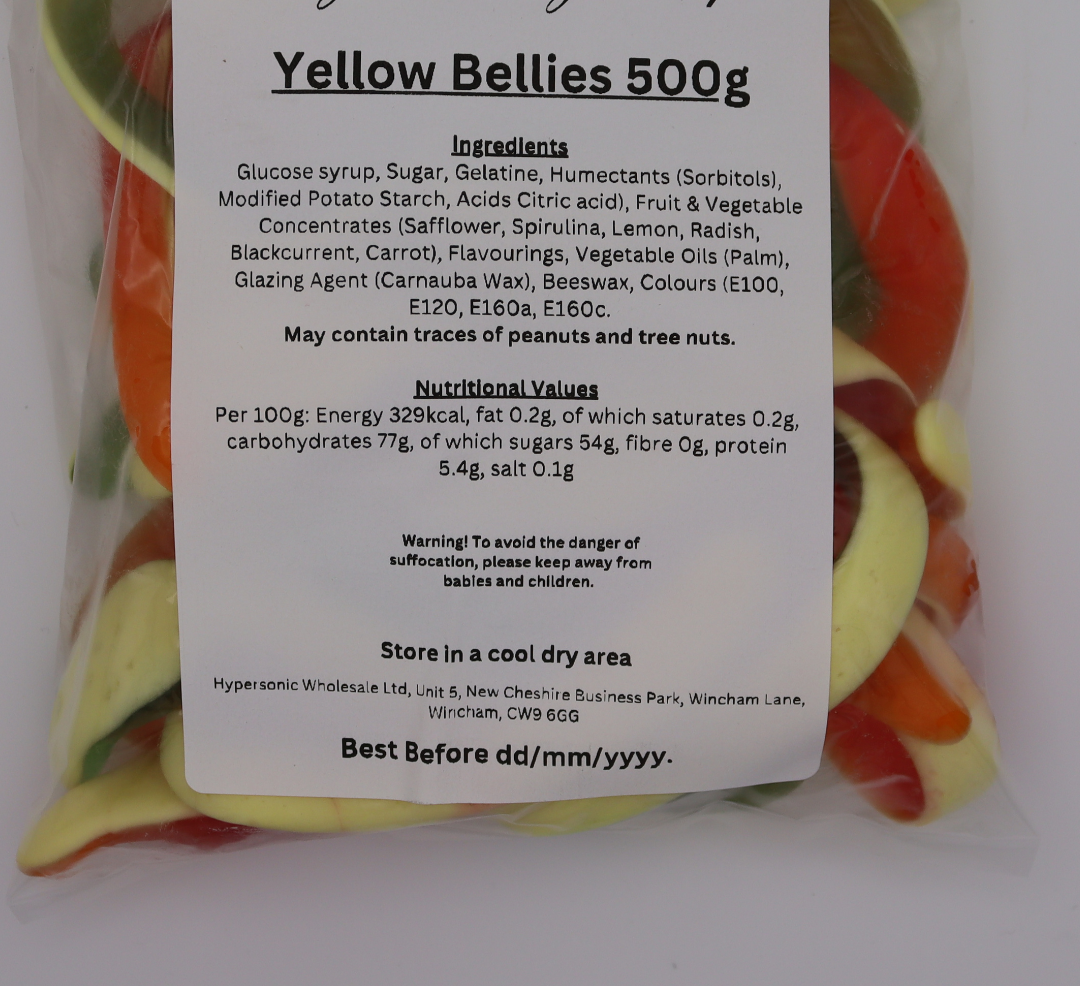 Yellow Bellies 500g
Ingredients
Glucose syrup, Sugar, Gelatine, Humectants (Sorbitols),
Modified Potato Starch, Acids Citric acid), Fruit & Vegetable
Concentrates (Safflower, Spirulina, Lemon, Radish,
Blackcurrent, Carrot), Flavourings, Vegetable Oils (Palm),
Glazing Agent (Carnauba Wax), Beeswax, Colours (E100,
E120, E160a, E160c.
May contain traces of peanuts and tree nuts.
Nutritional Values
Per 100g: Energy 329kcal, fat 0.2g, of which saturates 0.2g,
carbohydrates 77g, of which sugars 54g, fibre 0g, protein
5.4g, salt 0.1g
Warning! To avoid the danger of
suffocation, please keep away from
babies and children.
Store in a cool dry area
Hypersonic Wholesale Ltd, Unit 5, New Cheshire Business Park, Wincham Lane,
Wincham, CW9 6GG
Best Before dd/mm/yyyy.